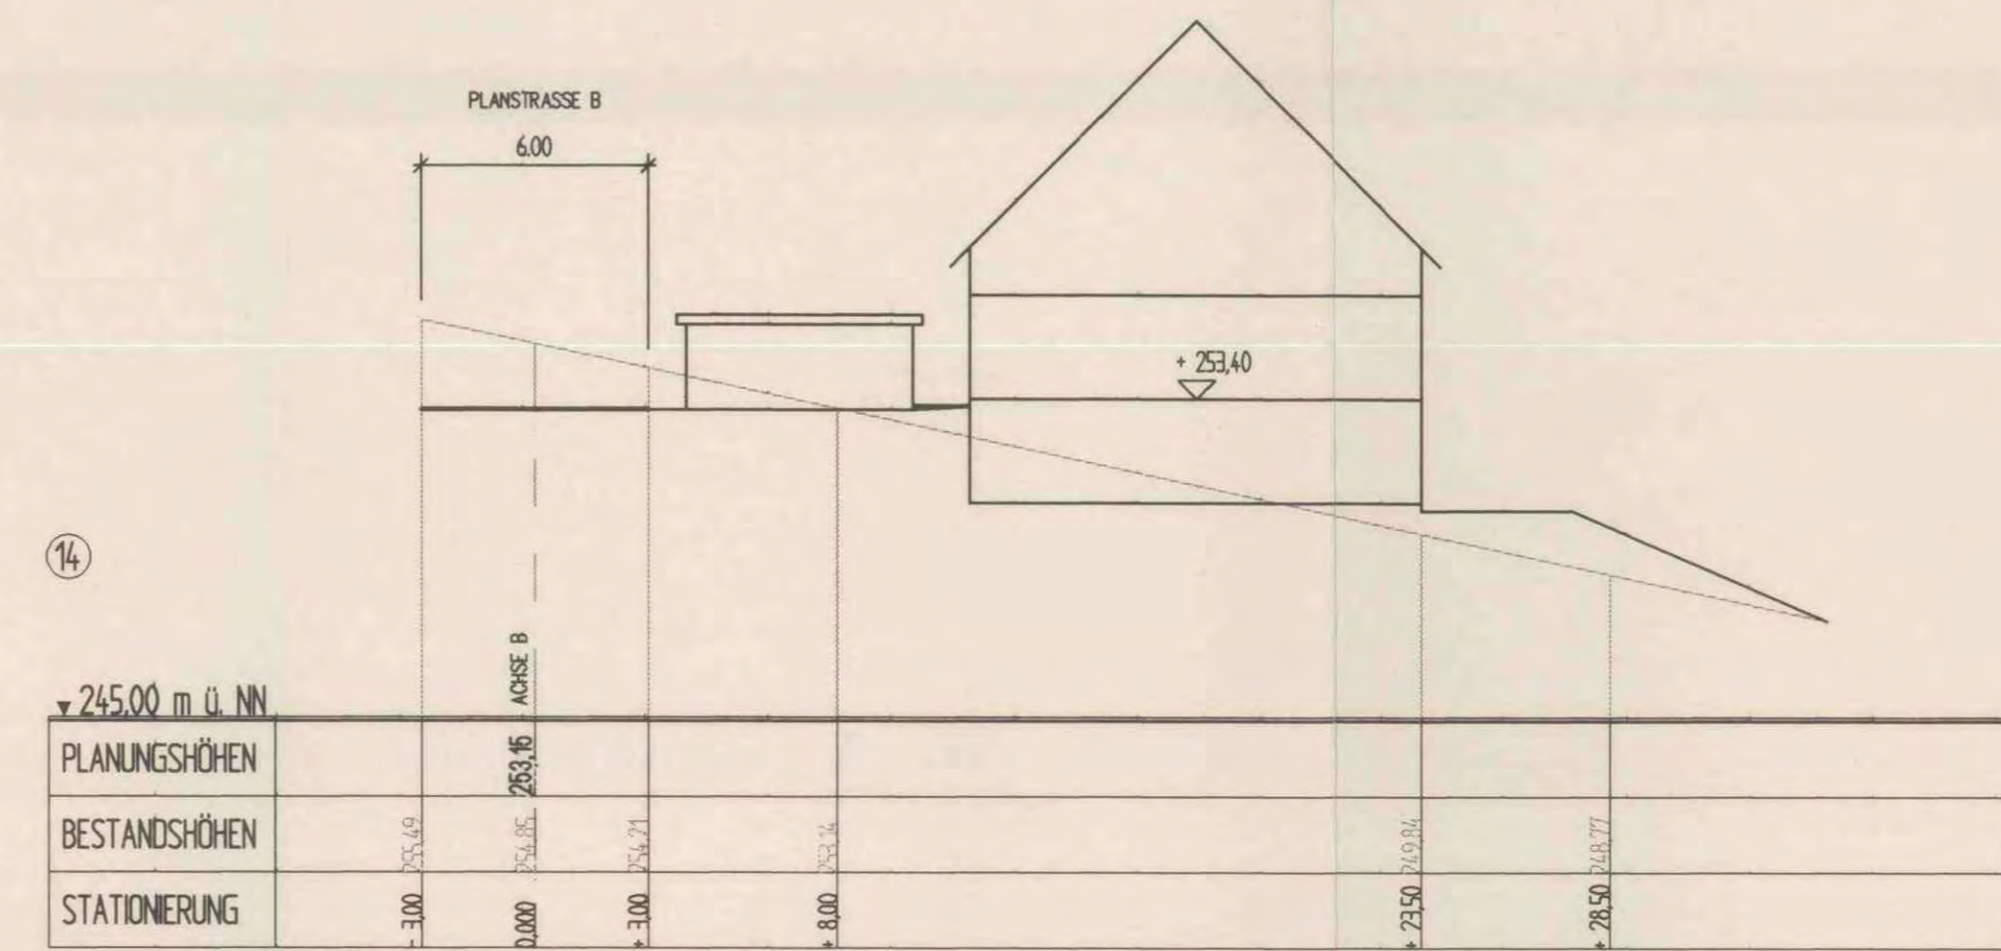 PLANSTRASSE B
6.00
+ 253,40
14
ACHSE B
245,00 m ü. NN
PLANUNGSHÖHEN 253,15
BESTANDSHÖHEN 255,49 254,85 254,21 253,14 249,84 248,77
STATIONIERUNG - 3,00 0,000 + 3,00 + 8,00 + 23,50 + 28,50